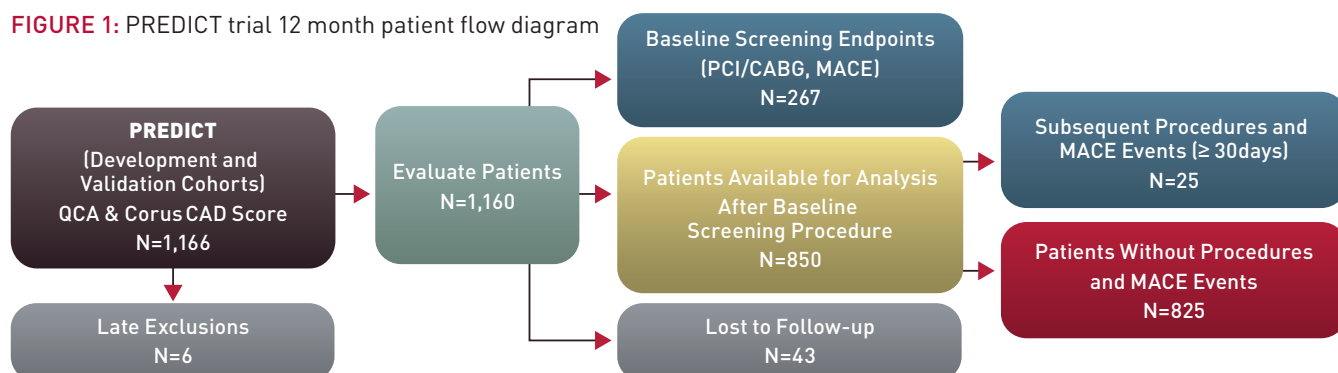 FIGURE 1: PREDICT trial 12 month patient flow diagram
PREDICT
(Development and
Validation Cohorts)
QCA & Corus CAD Score
N=1,166
Late Exclusions
N=6
Evaluate Patients
N=1,160
Baseline Screening Endpoints
(PCI/CABG, MACE)
N=267
Patients Available for Analysis
After Baseline
Screening Procedure
N=850
Lost to Follow-up
N=43
Subsequent Procedures and
MACE Events (≥ 30days)
N=25
Patients Without Procedures
and MACE Events
N=825